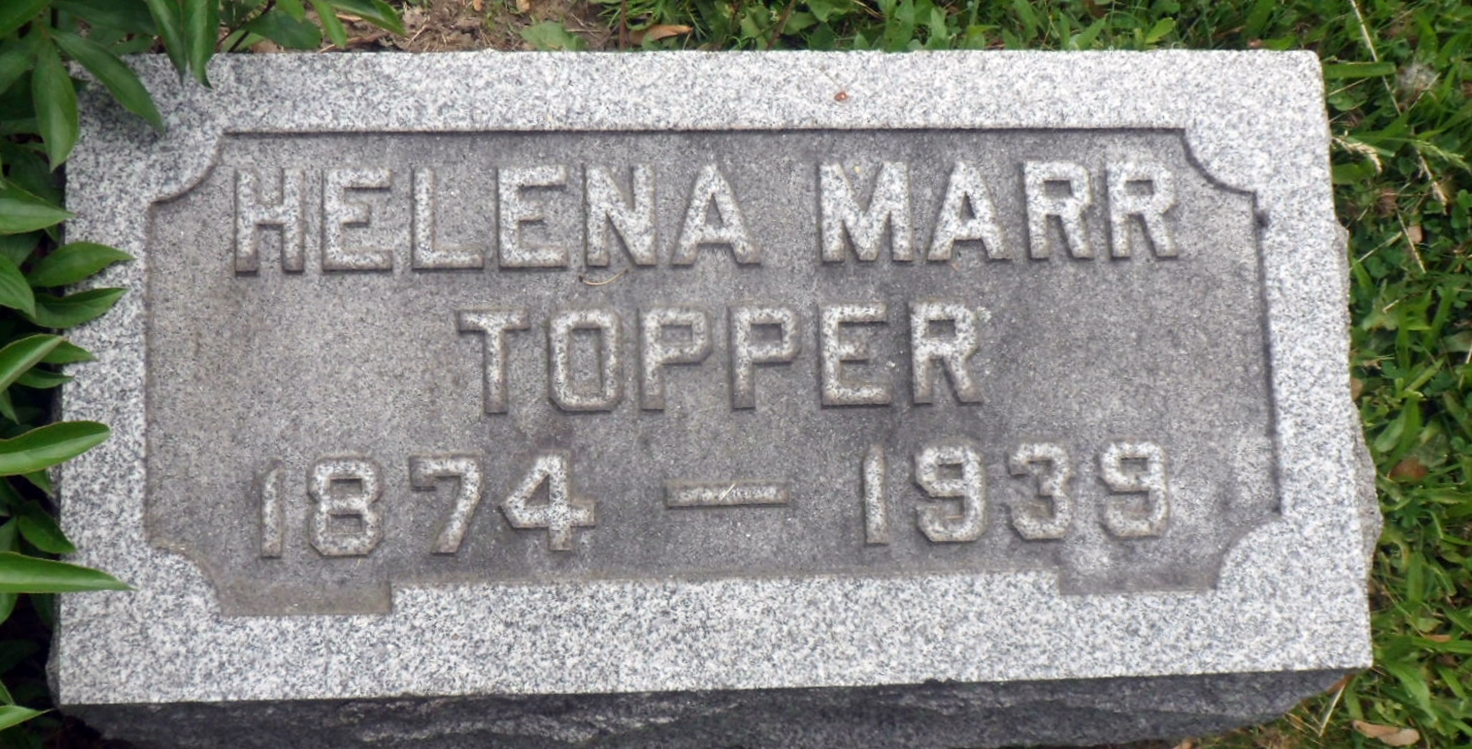 HELENA MARR
TOPPER
1874 — 1939